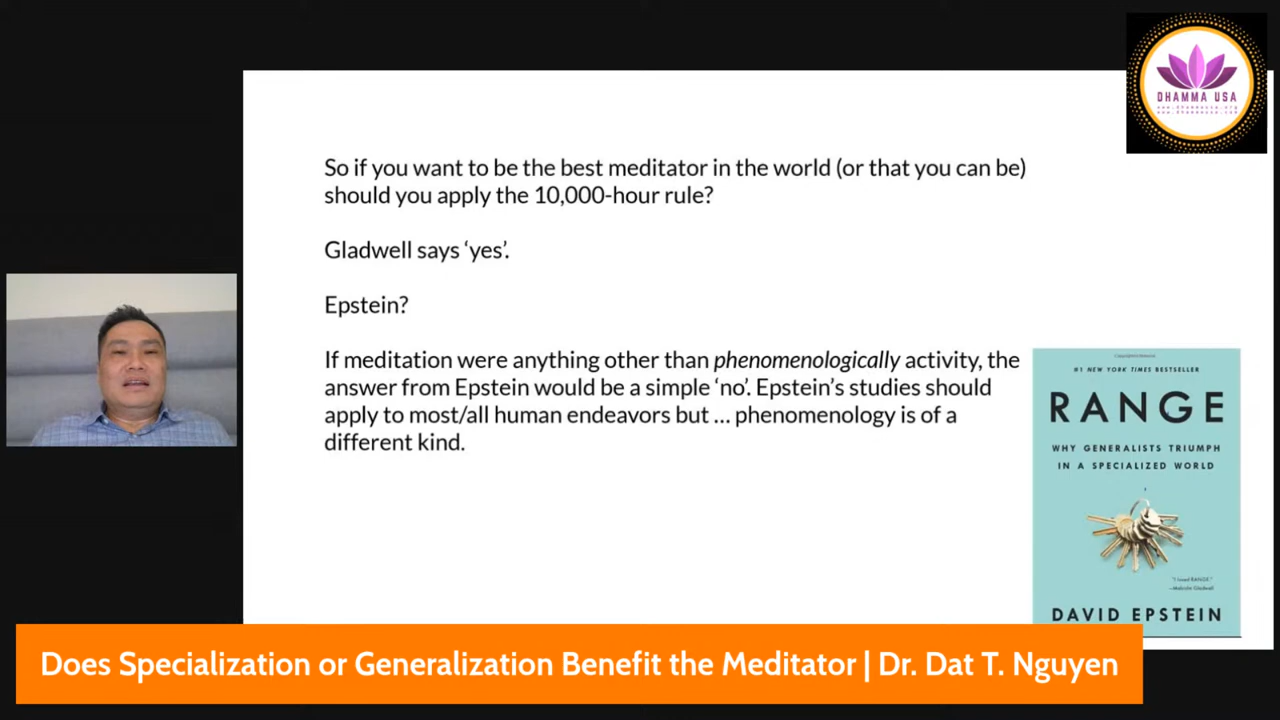 DHAMMA USA
So if you want to be the best meditator in the world (or that you can be)
should you apply the 10,000-hour rule?
Gladwell says ‘yes’.
Epstein?
If meditation were anything other than phenomenologically activity, the
answer from Epstein would be a simple ‘no’. Epstein’s studies should
apply to most/all human endeavors but ... phenomenology is of a
different kind.
#1 NEW YORK TIMES BESTSELLER
RANGE
WHY GENERALISTS TRIUMPH
IN A SPECIALIZED WORLD
"I loved RANGE."
—Malcolm Gladwell
DAVID EPSTEIN
Does Specialization or Generalization Benefit the Meditator | Dr. Dat T. Nguyen